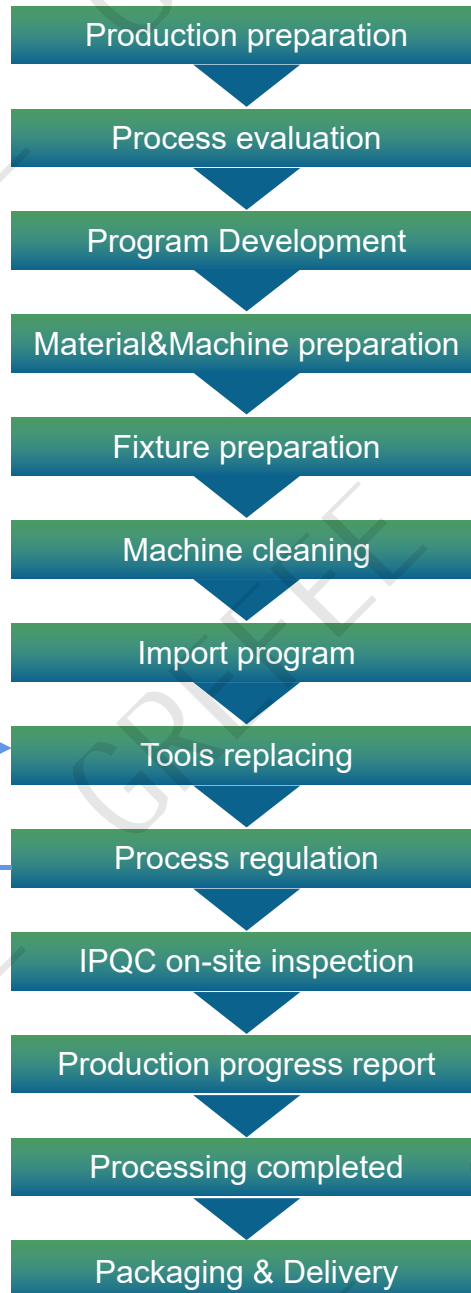 Production preparation
Process evaluation
Program Development
Material&Machine preparation
Fixture preparation
Machine cleaning
Import program
Tools replacing
Process regulation
IPQC on-site inspection
Production progress report
Processing completed
Packaging & Delivery
GREFEE